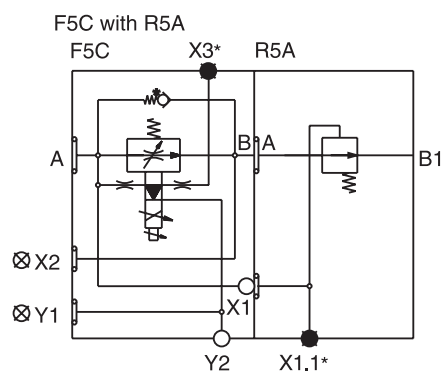 F5C with R5A
F5C X3* R5A
A B A B1
X2
X1
Y1
Y2 X1.1*